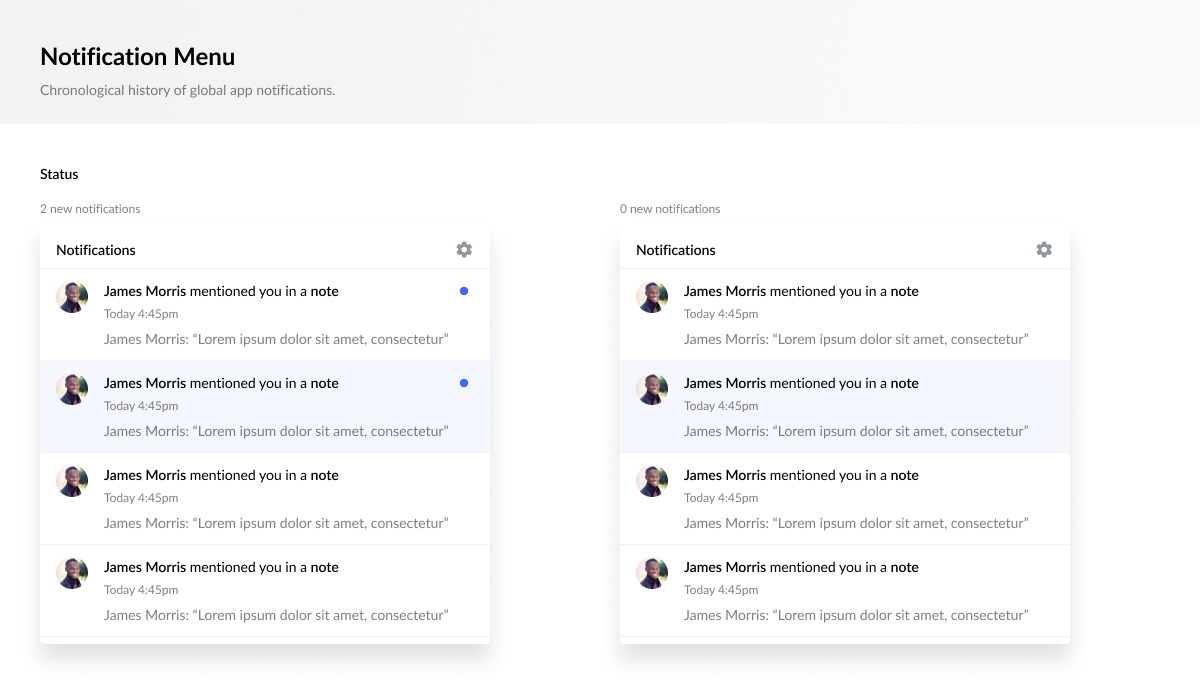 Notification Menu
Chronological history of global app notifications.
Status
2 new notifications
Notifications
James Morris mentioned you in a note
Today 4:45pm
James Morris: “Lorem ipsum dolor sit amet, consectetur”
James Morris mentioned you in a note
Today 4:45pm
James Morris: “Lorem ipsum dolor sit amet, consectetur”
James Morris mentioned you in a note
Today 4:45pm
James Morris: “Lorem ipsum dolor sit amet, consectetur”
James Morris mentioned you in a note
Today 4:45pm
James Morris: “Lorem ipsum dolor sit amet, consectetur”
0 new notifications
Notifications
James Morris mentioned you in a note
Today 4:45pm
James Morris: “Lorem ipsum dolor sit amet, consectetur”
James Morris mentioned you in a note
Today 4:45pm
James Morris: “Lorem ipsum dolor sit amet, consectetur”
James Morris mentioned you in a note
Today 4:45pm
James Morris: “Lorem ipsum dolor sit amet, consectetur”
James Morris mentioned you in a note
Today 4:45pm
James Morris: “Lorem ipsum dolor sit amet, consectetur”